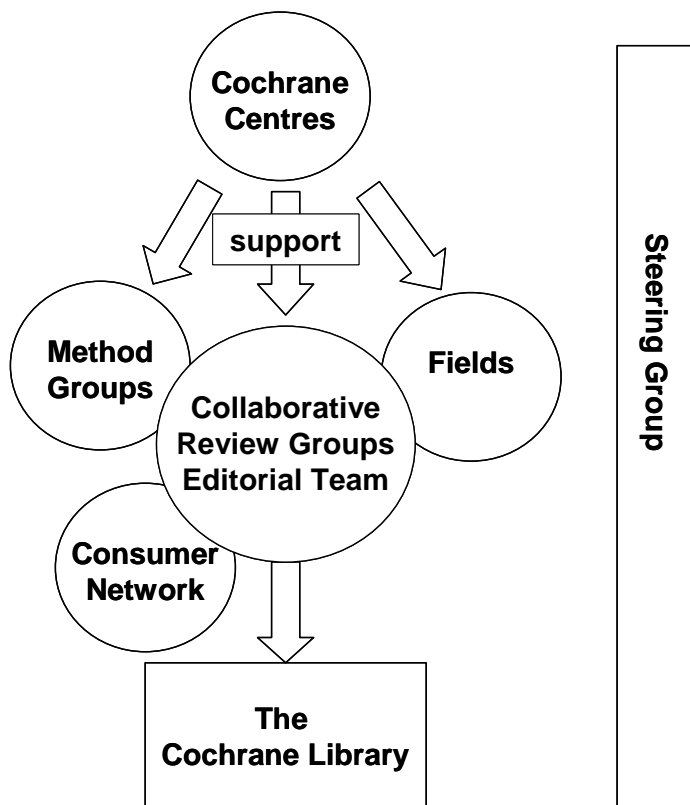 Cochrane
Centres
support
Method
Groups
Fields
Collaborative
Review Groups
Editorial Team
Consumer
Network
The
Cochrane Library
Steering Group